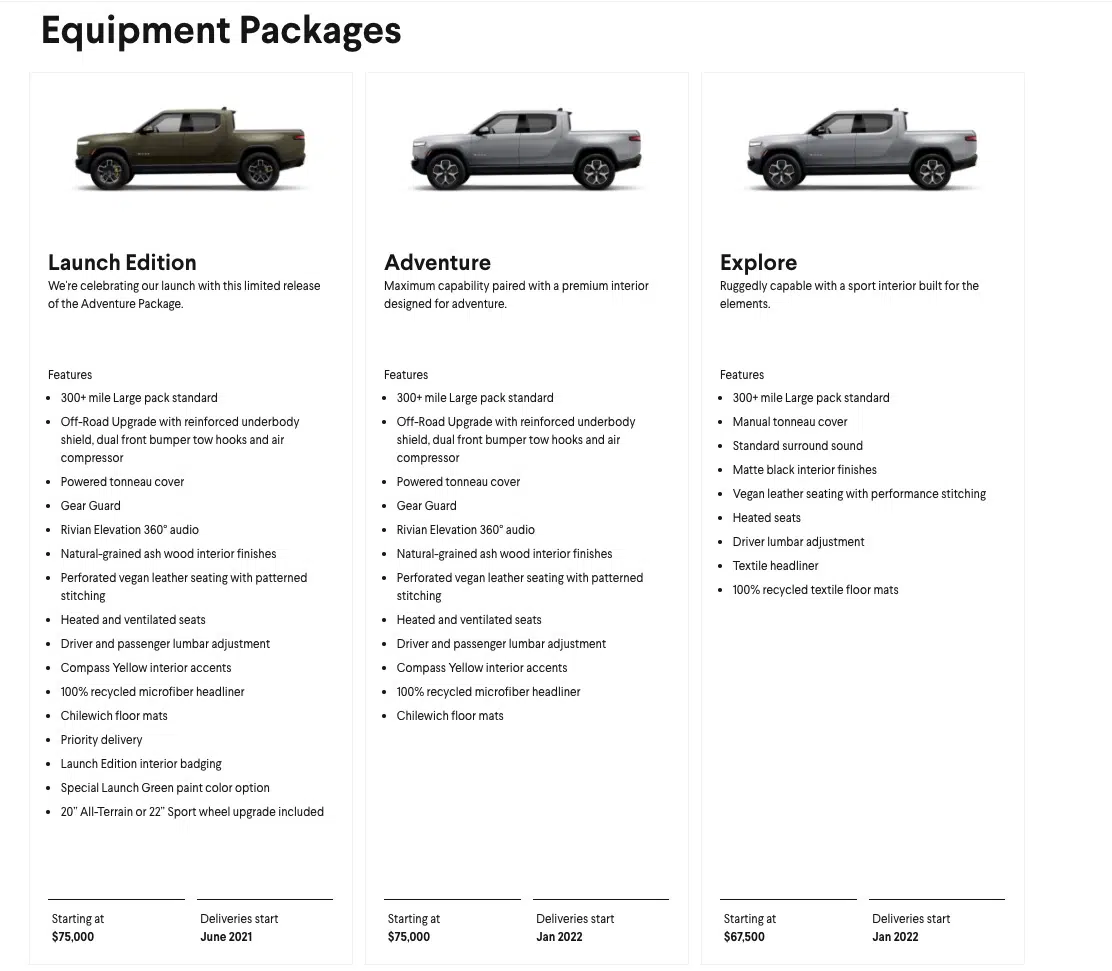 Equipment Packages
Launch Edition
We're celebrating our launch with this limited release
of the Adventure Package.
Features
• 300+ mile Large pack standard
• Off-Road Upgrade with reinforced underbody
shield, dual front bumper tow hooks and air
compressor
• Powered tonneau cover
• Gear Guard
• Rivian Elevation 360° audio
• Natural-grained ash wood interior finishes
• Perforated vegan leather seating with patterned
stitching
• Heated and ventilated seats
• Driver and passenger lumbar adjustment
• Compass Yellow interior accents
• 100% recycled microfiber headliner
• Chilewich floor mats
• Priority delivery
• Launch Edition interior badging
• Special Launch Green paint color option
• 20" All-Terrain or 22" Sport wheel upgrade included
Starting at
$75,000
Deliveries start
June 2021
Adventure
Maximum capability paired with a premium interior
designed for adventure.
Features
• 300+ mile Large pack standard
• Off-Road Upgrade with reinforced underbody
shield, dual front bumper tow hooks and air
compressor
• Powered tonneau cover
• Gear Guard
• Rivian Elevation 360° audio
• Natural-grained ash wood interior finishes
• Perforated vegan leather seating with patterned
stitching
• Heated and ventilated seats
• Driver and passenger lumbar adjustment
• Compass Yellow interior accents
• 100% recycled microfiber headliner
• Chilewich floor mats
Starting at
$75,000
Deliveries start
Jan 2022
Explore
Ruggedly capable with a sport interior built for the
elements.
Features
• 300+ mile Large pack standard
• Manual tonneau cover
• Standard surround sound
• Matte black interior finishes
• Vegan leather seating with performance stitching
• Heated seats
• Driver lumbar adjustment
• Textile headliner
• 100% recycled textile floor mats
Starting at
$67,500
Deliveries start
Jan 2022